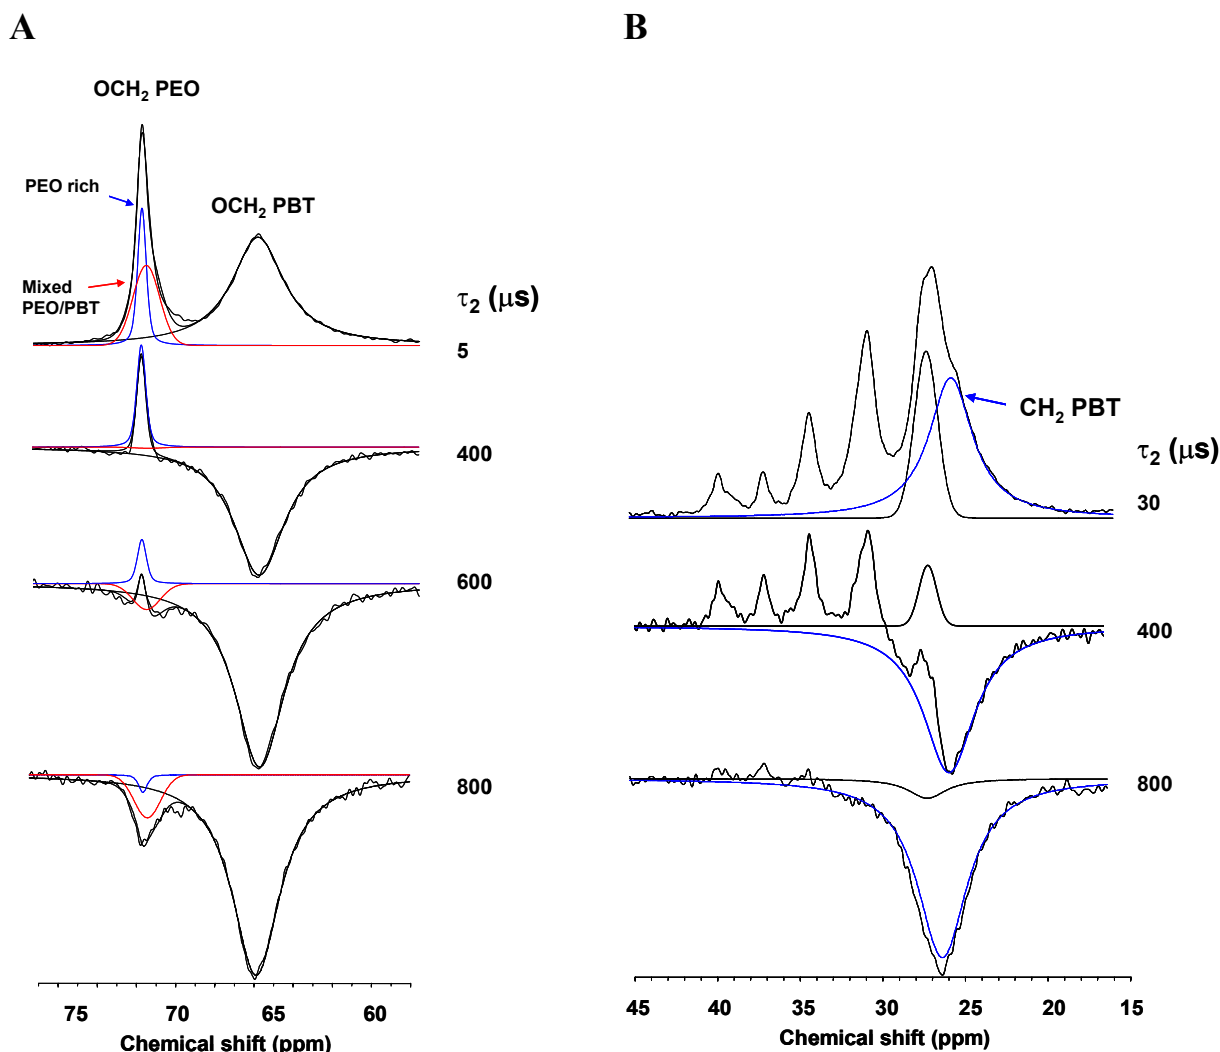 A
OCH2 PEO
PEO rich
OCH2 PBT
Mixed
PEO/PBT
τ2 (μs)
5
400
600
800
75 70 65 60
Chemical shift (ppm)
B
CH2 PBT
τ2 (μs)
30
400
800
45 40 35 30 25 20 15
Chemical shift (ppm)